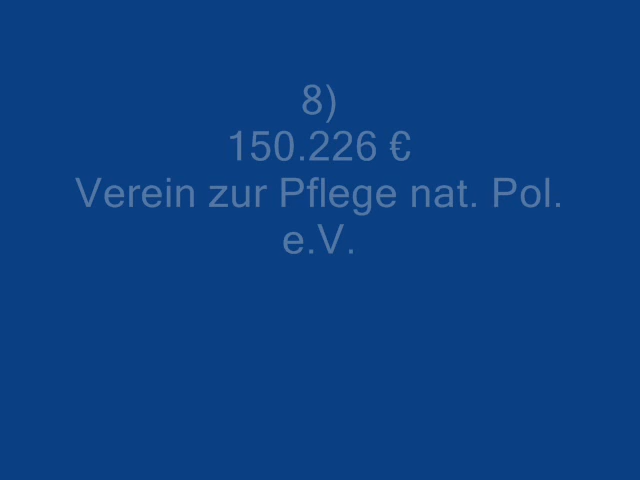 8)
150.226 €
Verein zur Pflege nat. Pol.
e.V.